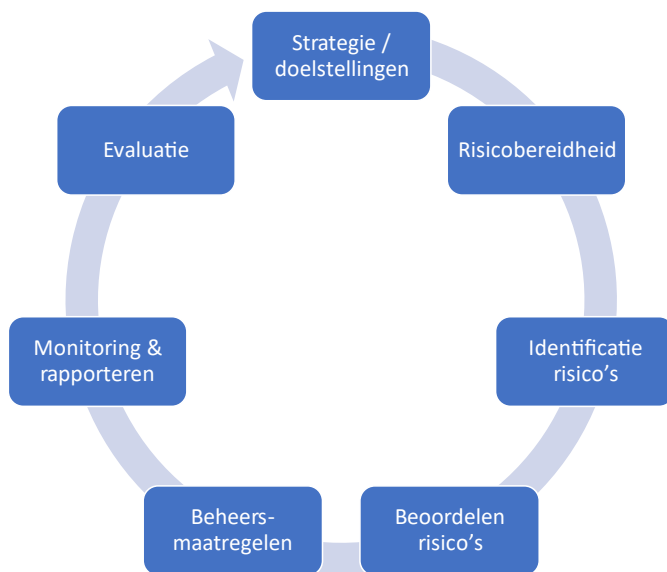 Strategie /
doelstellingen
Risicobereidheid
Identificatie
risico's
Beoordelen
risico's
Beheers-
maatregelen
Monitoring &
rapporteren
Evaluatie